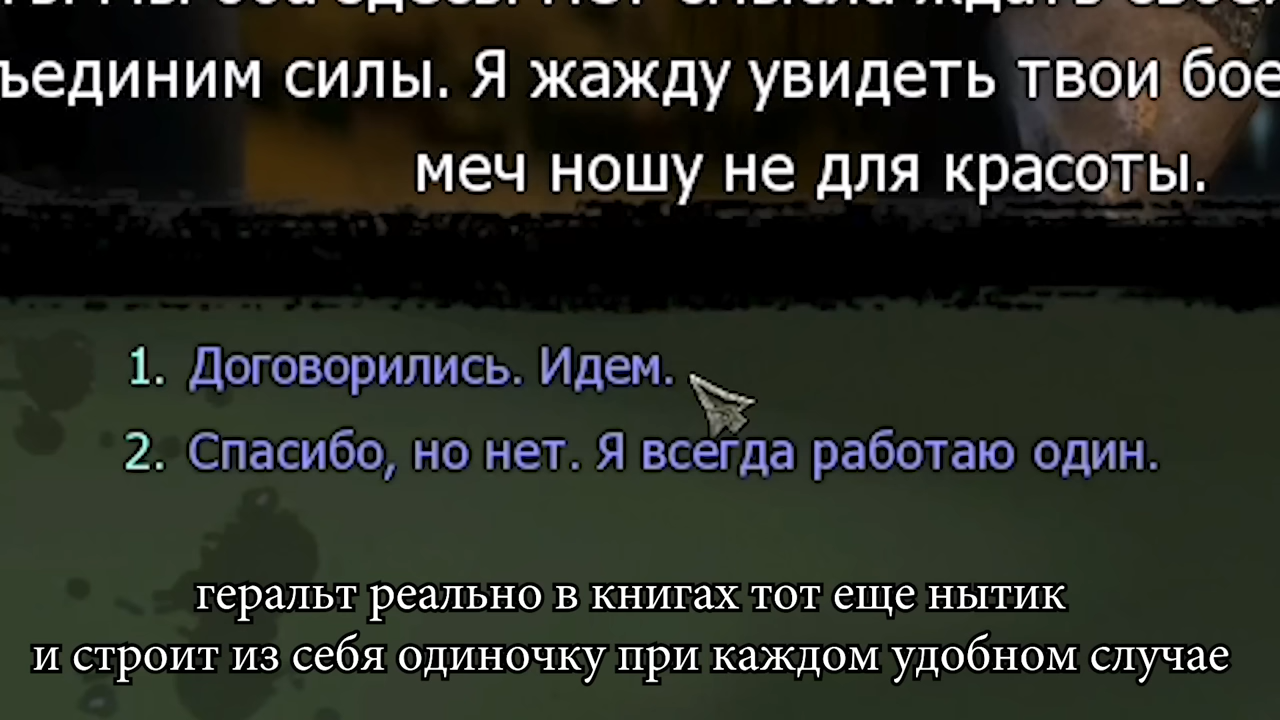 ъединим силы. Я жажду увидеть твои бое
меч ношу не для красоты.
1. Договорились. Идем.
2. Спасибо, но нет. Я всегда работаю один.
геральт реально в книгах тот еще нытик
и строит из себя одиночку при каждом удобном случае